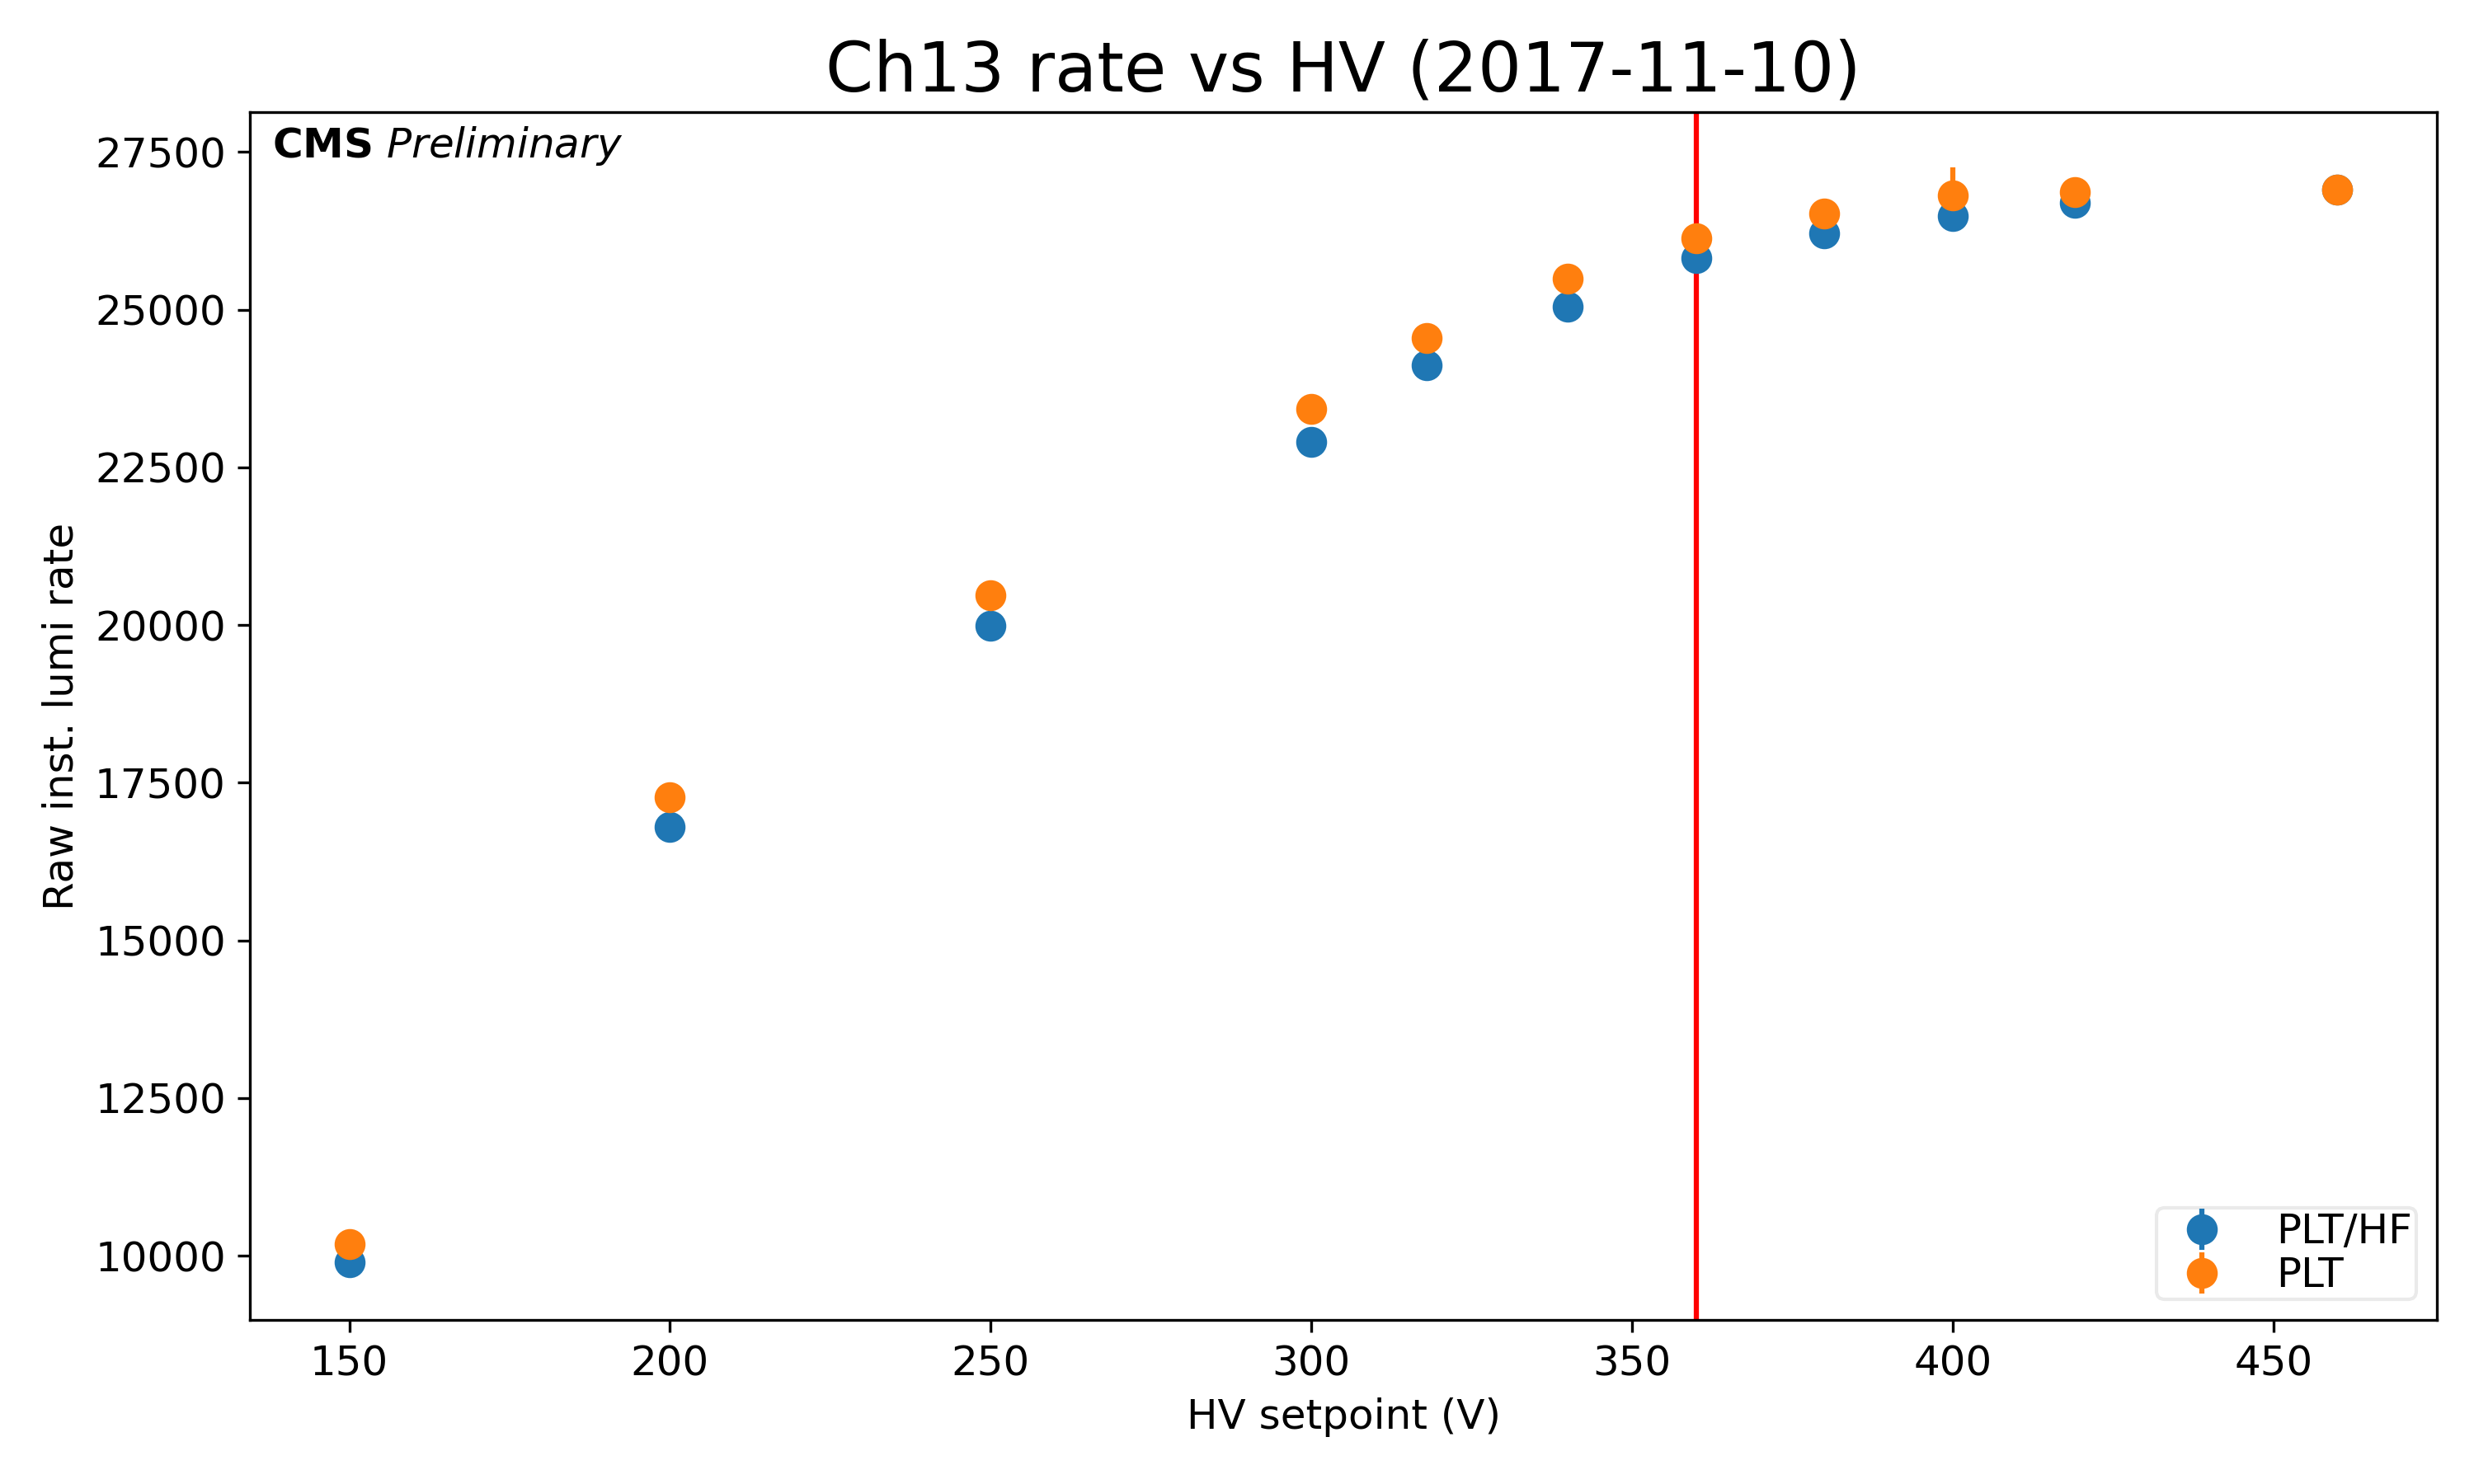 Ch13 rate vs HV (2017-11-10)
CMS Preliminary
27500
25000
22500
20000
17500
15000
12500
10000
Raw inst. lumi rate
PLT/HF
PLT
150 200 250 300 350 400 450
HV setpoint (V)